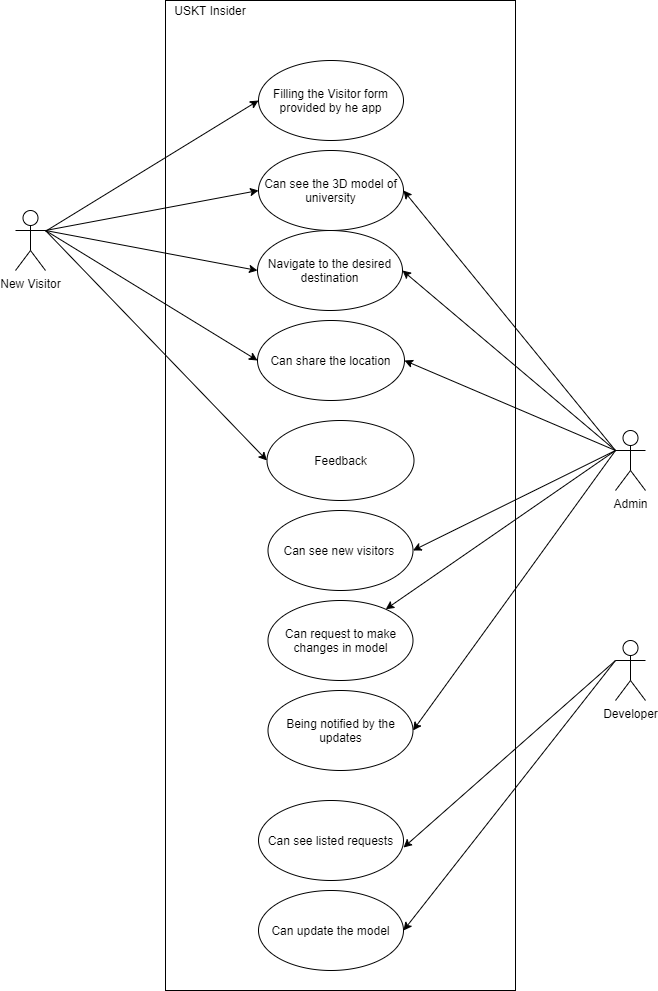 USKT Insider
Filling the Visitor form
provided by he app
Can see the 3D model of
university
New Visitor
Navigate to the desired
destination
Can share the location
Feedback
Admin
Can see new visitors
Can request to make
changes in model
Being notified by the
updates
Developer
Can see listed requests
Can update the model